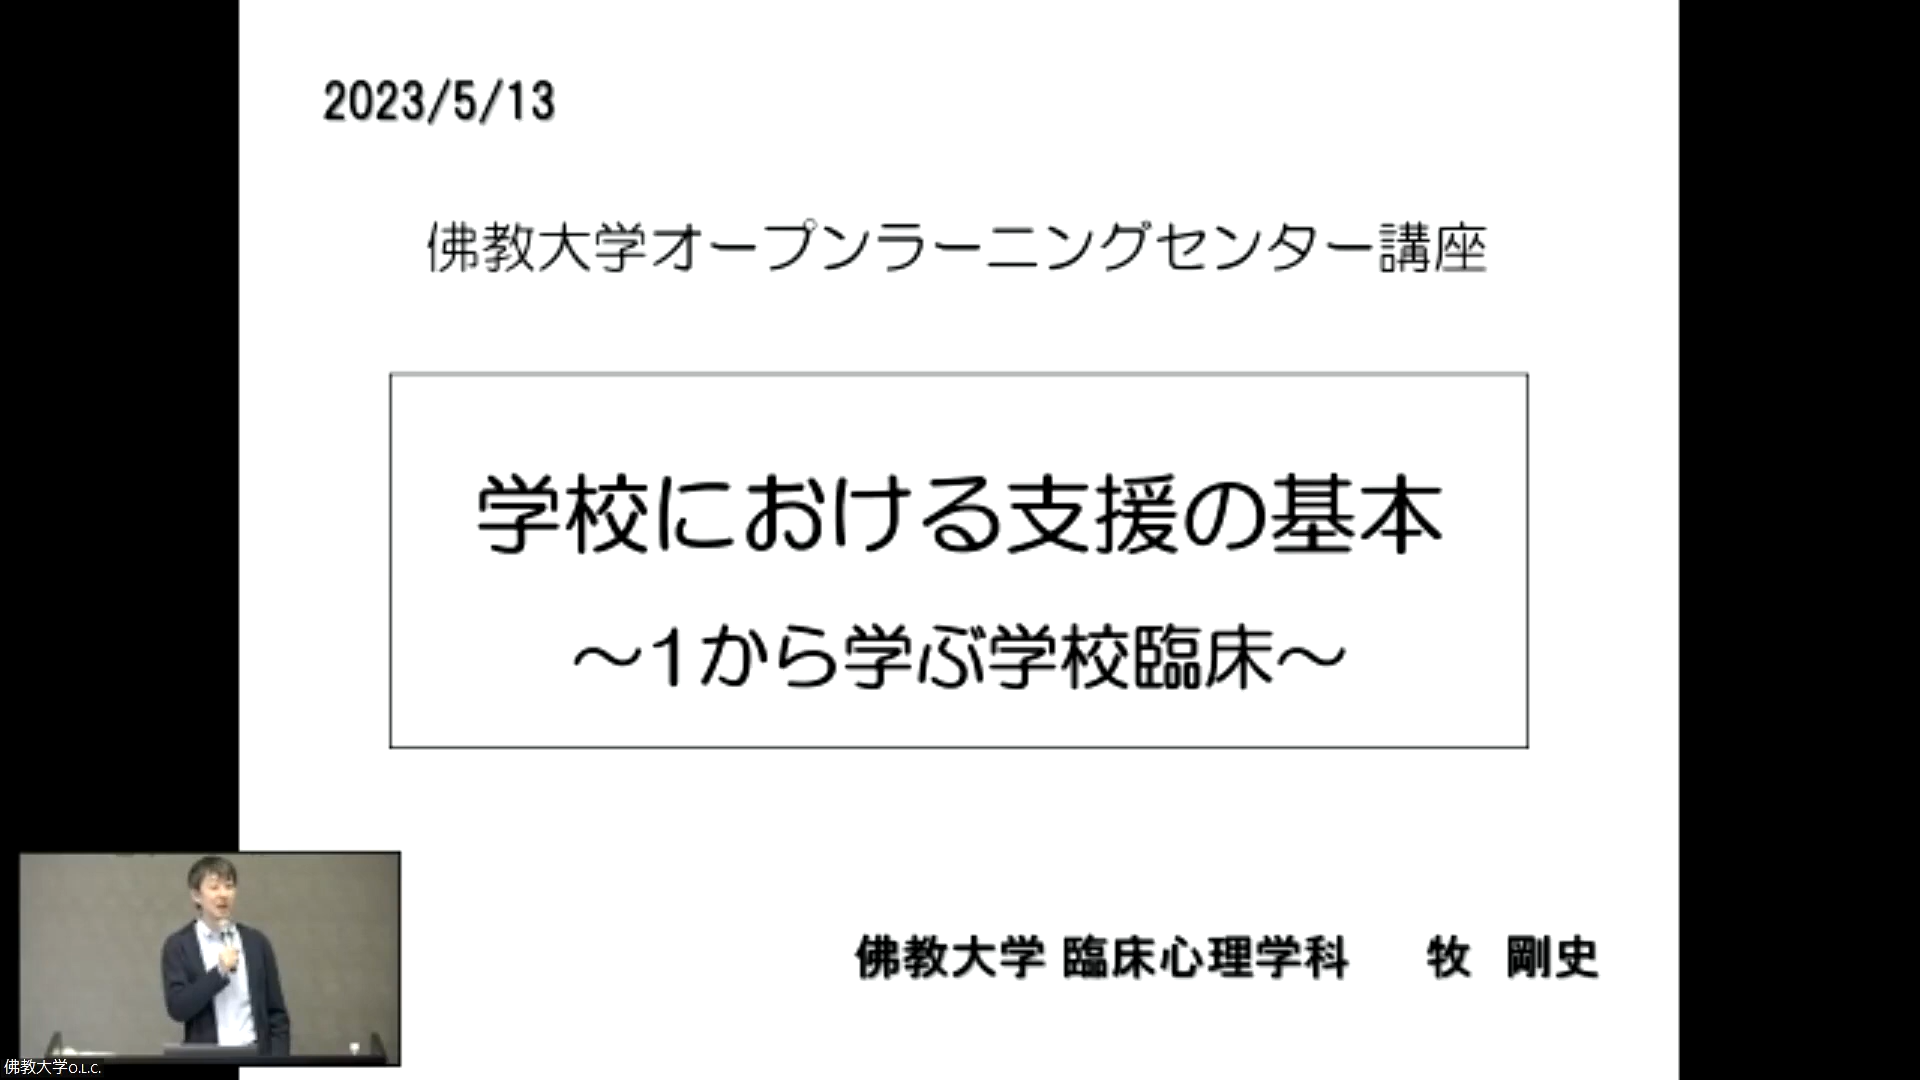 2023/5/13
佛教大学オープンラーニングセンター講座
学校における支援の基本
～1から学ぶ学校臨床～
佛教大学 臨床心理学科　牧　剛史
佛教大学O.L.C.